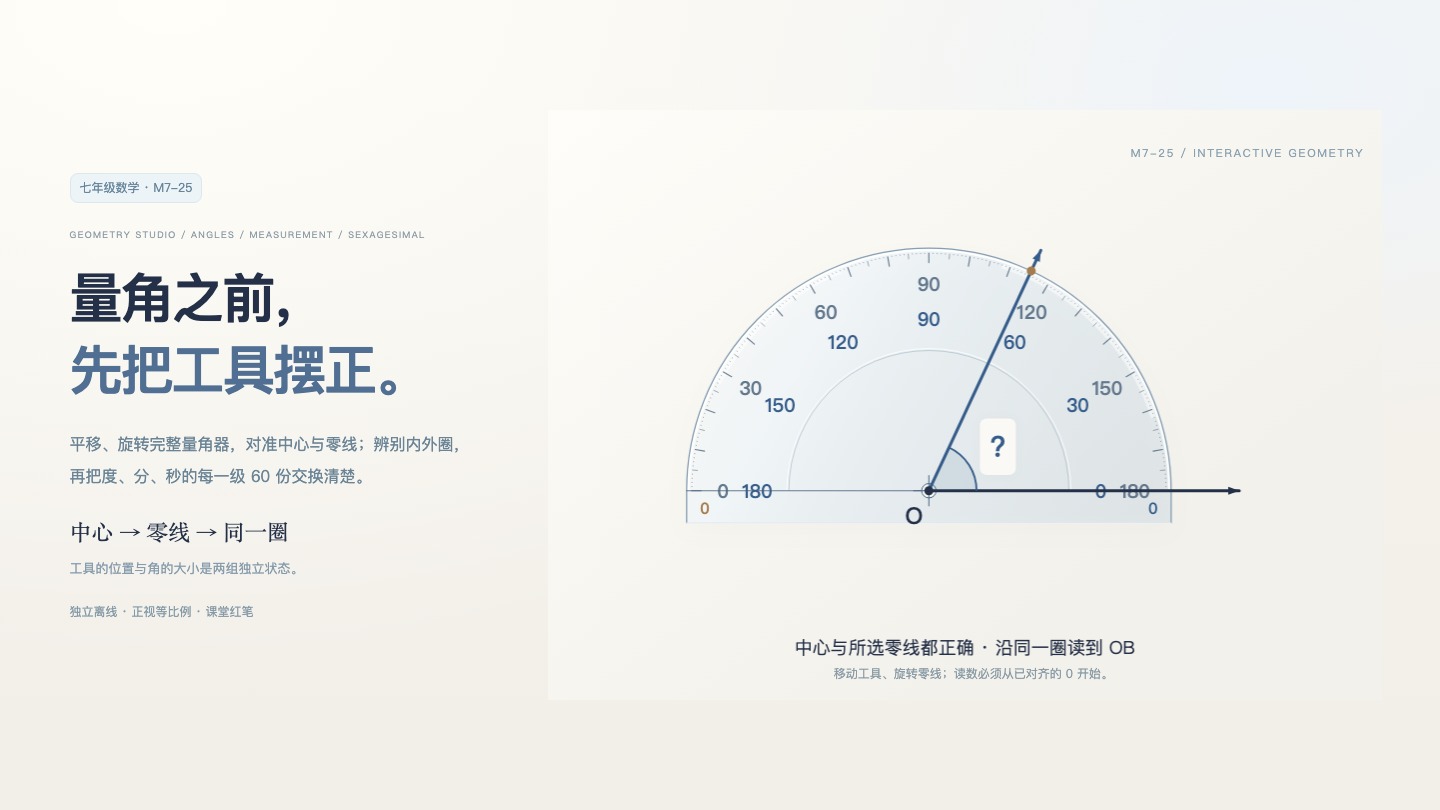 七年级数学 · M7–25
GEOMETRY STUDIO / ANGLES / MEASUREMENT / SEXAGESIMAL
量角之前，
先把工具摆正。
平移、旋转完整量角器，对准中心与零线；辨别内外圈，
再把度、分、秒的每一级 60 份交换清楚。
中心 → 零线 → 同一圈
工具的位置与角的大小是两组独立状态。
独立离线 · 正视等比例 · 课堂红笔
M7–25 / INTERACTIVE GEOMETRY
90
60 90 120
120 60
30 150
150 30
?
0 180 0 180
0 0
O
中心与所选零线都正确 · 沿同一圈读到 OB
移动工具、旋转零线；读数必须从已对齐的 0 开始。